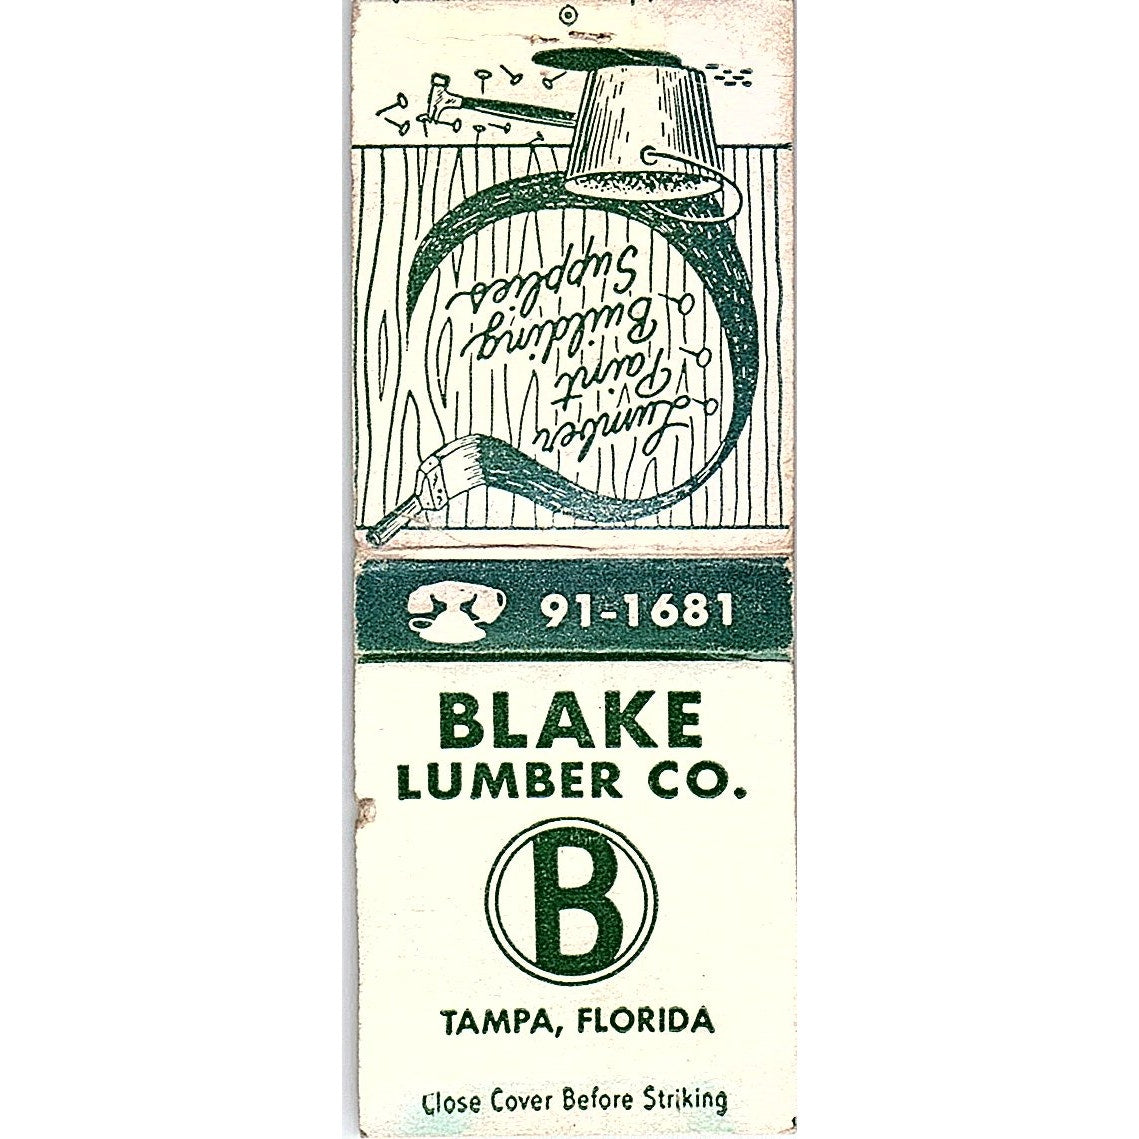 Lumber
Paint
Building
Supplies
91-1681
BLAKE
LUMBER CO.
B
TAMPA, FLORIDA
Close Cover Before Striking